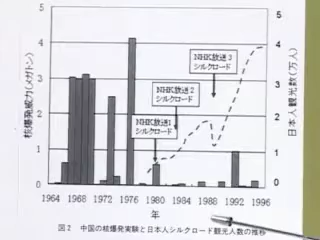 核爆発威力(メガトン)
5
4
3
2
1
0
NHK放送3
シルクロード
NHK放送2
シルクロード
NHK放送1
シルクロード
5
4
3
2
1
0
日本人観光数(万人)
1964 1968 1972 1976 1980 1984 1988 1992 1996
年
図2 中国の核爆発実験と日本人シルクロード観光人数の推移